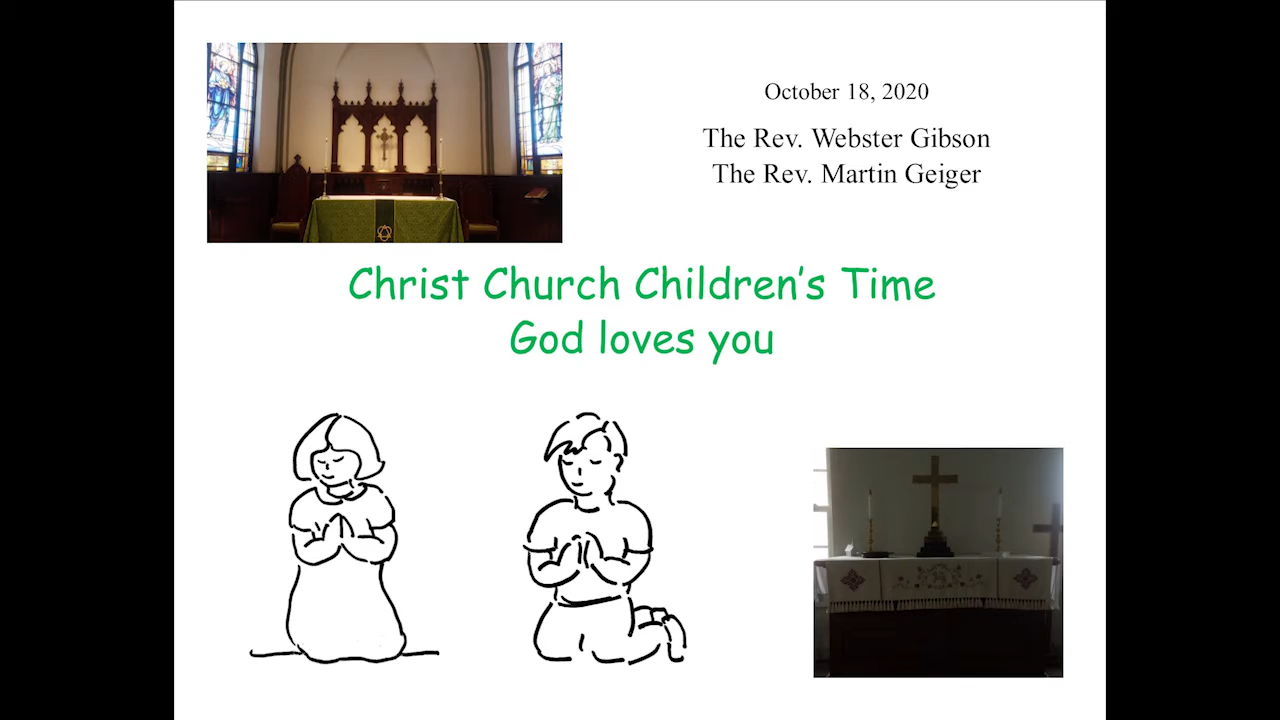 October 18, 2020
The Rev. Webster Gibson
The Rev. Martin Geiger
Christ Church Children's Time
God loves you